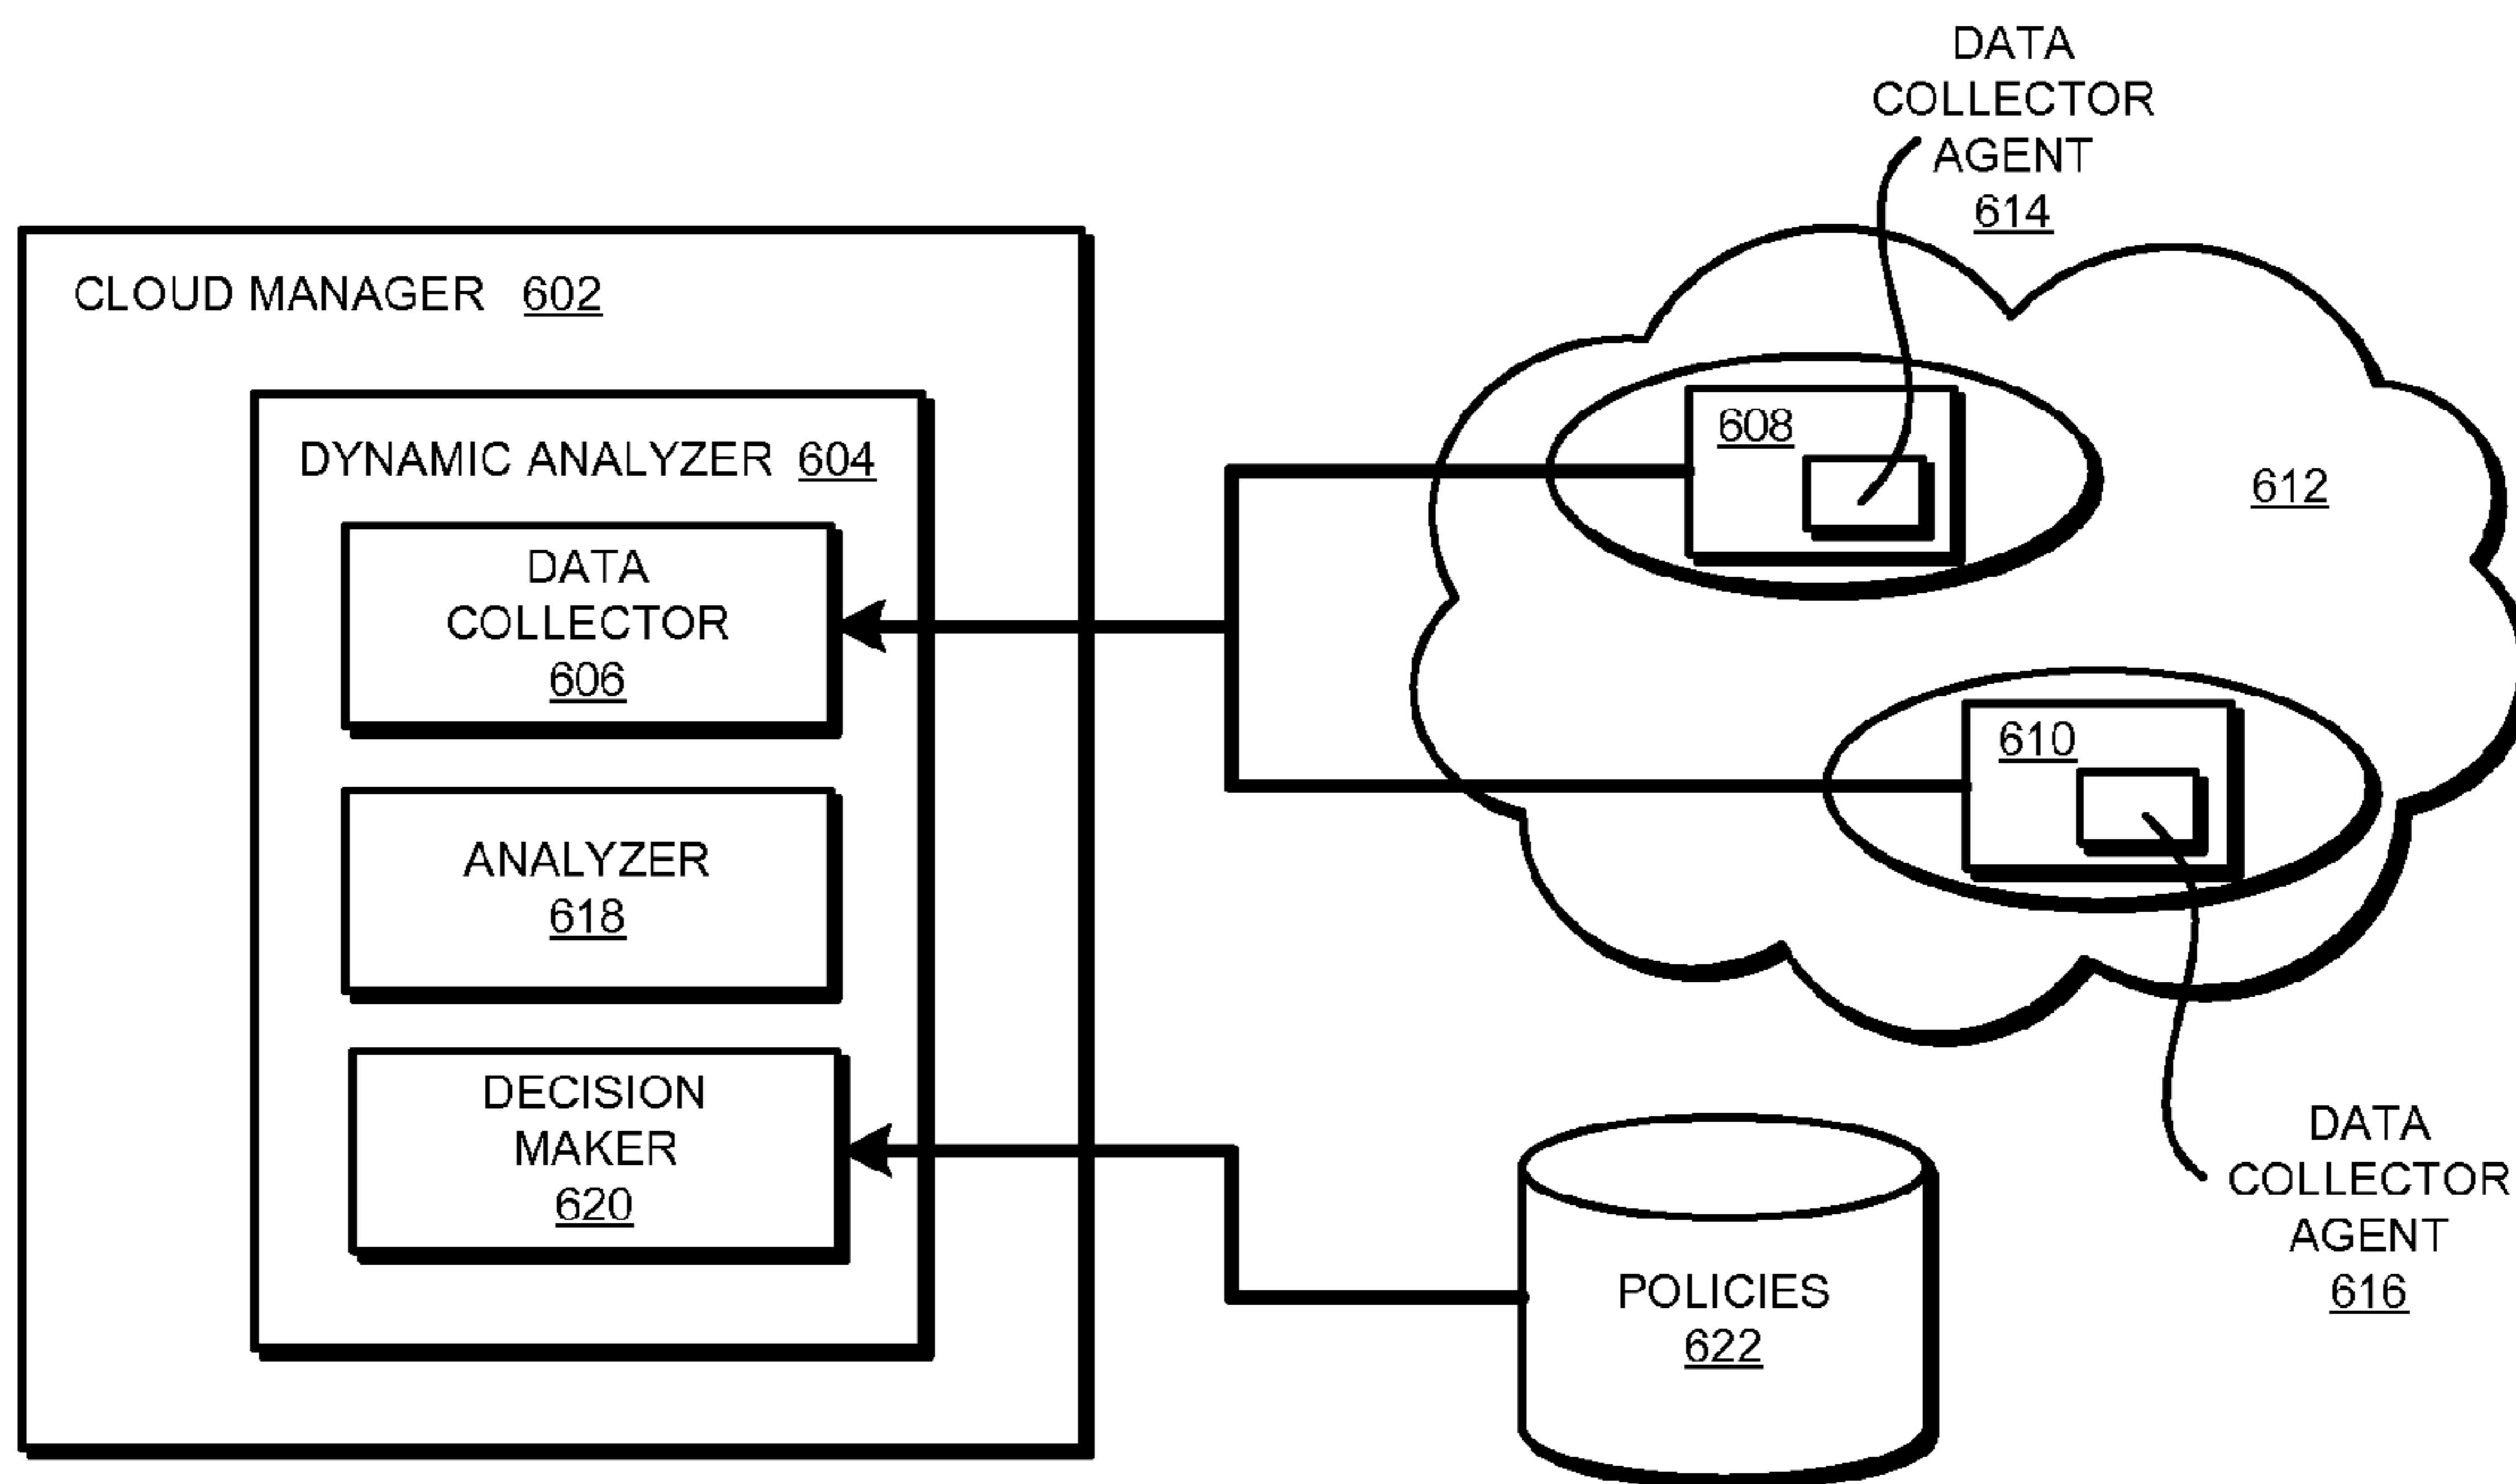 CLOUD MANAGER 602
DYNAMIC ANALYZER 604
DATA
COLLECTOR
606
ANALYZER
618
DECISION
MAKER
620
DATA
COLLECTOR
AGENT
614
608
612
610
DATA
COLLECTOR
AGENT
616
POLICIES
622